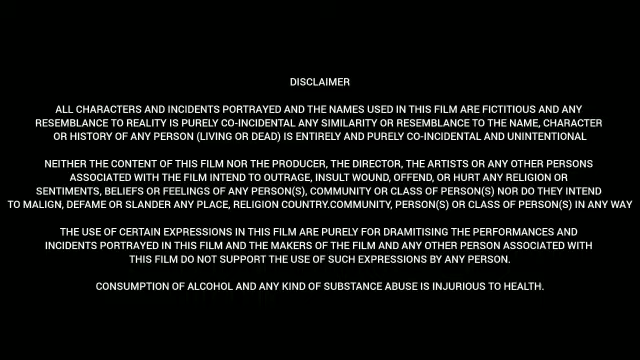 DISCLAIMER
ALL CHARACTERS AND INCIDENTS PORTRAYED AND THE NAMES USED IN THIS FILM ARE FICTITIOUS AND ANY
RESEMBLANCE TO REALITY IS PURELY CO-INCIDENTAL ANY SIMILARITY OR RESEMBLANCE TO THE NAME, CHARACTER
OR HISTORY OF ANY PERSON (LIVING OR DEAD) IS ENTIRELY AND PURELY CO-INCIDENTAL AND UNINTENTIONAL
NEITHER THE CONTENT OF THIS FILM NOR THE PRODUCER, THE DIRECTOR, THE ARTISTS OR ANY OTHER PERSONS
ASSOCIATED WITH THE FILM INTEND TO OUTRAGE, INSULT WOUND, OFFEND, OR HURT ANY RELIGION OR
SENTIMENTS, BELIEFS OR FEELINGS OF ANY PERSON(S), COMMUNITY OR CLASS OF PERSON(S) NOR DO THEY INTEND
TO MALIGN, DEFAME OR SLANDER ANY PLACE, RELIGION COUNTRY.COMMUNITY, PERSON(S) OR CLASS OF PERSON(S) IN ANY WAY
THE USE OF CERTAIN EXPRESSIONS IN THIS FILM ARE PURELY FOR DRAMITISING THE PERFORMANCES AND
INCIDENTS PORTRAYED IN THIS FILM AND THE MAKERS OF THE FILM AND ANY OTHER PERSON ASSOCIATED WITH
THIS FILM DO NOT SUPPORT THE USE OF SUCH EXPRESSIONS BY ANY PERSON.
CONSUMPTION OF ALCOHOL AND ANY KIND OF SUBSTANCE ABUSE IS INJURIOUS TO HEALTH.